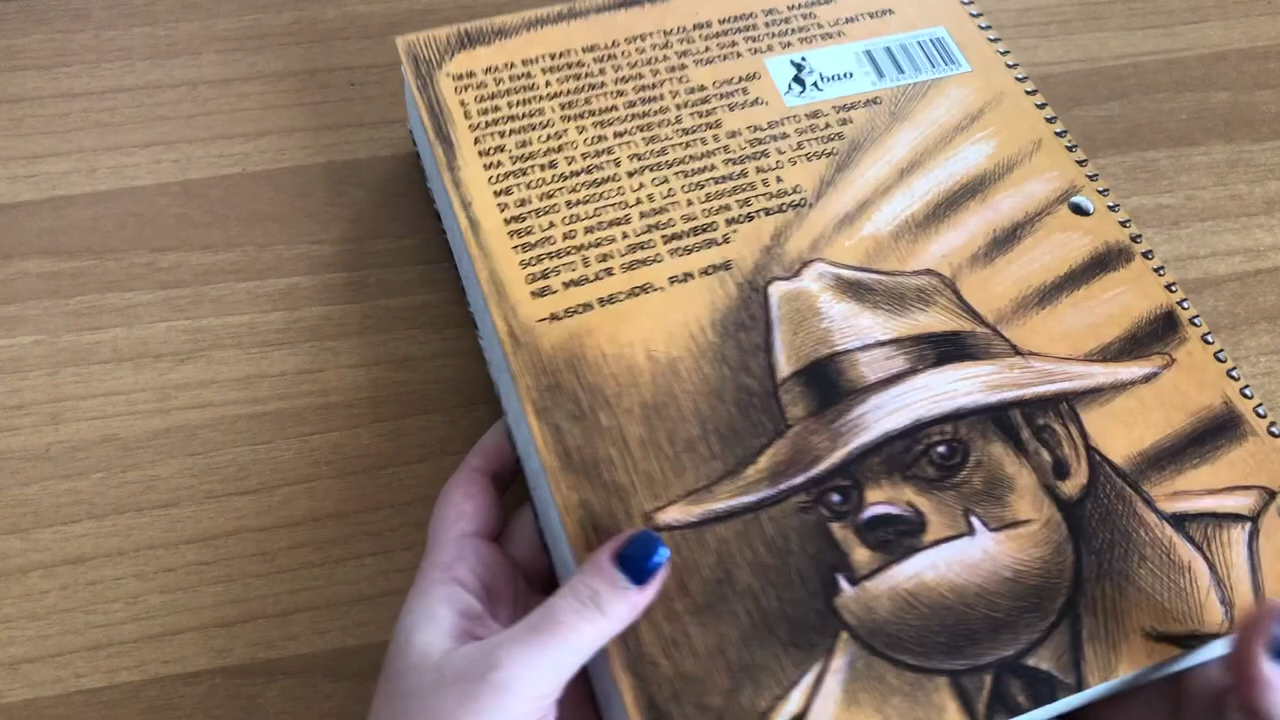 "UNA VOLTA ENTRATI NELLO SPETTACOLARE MONDO DEL MAGNUM
OPUS DI EMIL FERRIS, NON CI SI PUÒ PIÙ GUARDARE INDIETRO.
IL QUADERNO A SPIRALE DI SCUOLA DELLA SUA PROTAGONISTA LICANTROPA
È UNA FANTASMAGORIA VISIVA DI UNA PORTATA TALE DA POTERVI
SCARDINARE I RECETTORI SINAPTICI.
ATTRAVERSO PANORAMI URBANI DI UNA CHICAGO
NOIR, UN CAST DI PERSONAGGI INQUIETANTE
MA DISEGNATO CON AMOREVOLE TRATTEGGIO,
COPERTINE DI FUMETTI DELL'ORRORE
METICOLOSAMENTE PROGETTATE E UN TALENTO NEL DISEGNO
DI UN VIRTUOSISMO IMPRESSIONANTE, L'EROINA SVELA UN
MISTERO BAROCCO LA CUI TRAMA PRENDE IL LETTORE
PER LA COLLOTTOLA E LO COSTRINGE ALLO STESSO
TEMPO AD ANDARE AVANTI A LEGGERE E A
SOFFERMARSI A LUNGO SU OGNI DETTAGLIO.
QUESTO È UN LIBRO DAVVERO MOSTRUOSO,
NEL MIGLIOR SENSO POSSIBILE"
—ALISON BECHDEL, FUN HOME
bao